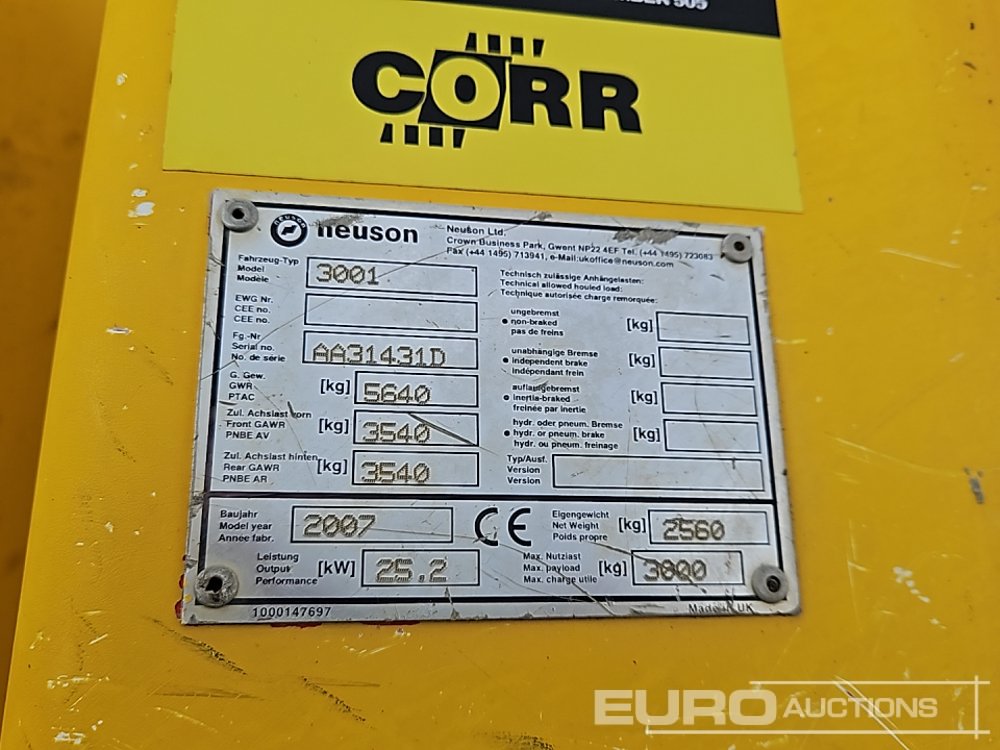 505
CORR
NEUSON
neuson
Neuson Ltd.
Crown Business Park, Gwent NP22 4EF Tel. (+44 1495) 723083
Fax (+44 1495) 713941, e-Mail:ukoffice@neuson.com
Fahrzeug-Typ
Model
Modèle
3001
EWG Nr.
CEE no.
CEE no.
Fg.-Nr
Serial no.
No. de série
AA31431D
G. Gew.
GWR
PTAC
[kg]
5640
Zul. Achslast vorn
Front GAWR
PNBE AV
[kg]
3540
Zul. Achslast hinten
Rear GAWR
PNBE AR
[kg]
3540
Technisch zulässige Anhängelasten:
Technical allowed houled load:
Technique autorisée charge remorquée:
ungebremst
• non-braked
pas de freins
[kg]
unabhängige Bremse
• independent brake
indépendant frein
[kg]
auflaufgebremst
• inertia-braked
freinée par inertie
[kg]
hydr. oder pneum. Bremse
• hydr. or pneum. brake
hydr. ou pneum. freinage
[kg]
Typ/Ausf.
Version
Version
Baujahr
Model year
Année fabr.
2007
CE
Eigengewicht
Net Weight
Poids propre
[kg]
2560
Leistung
Output
Performance
[kW]
25.2
Max. Nutzlast
Max. payload
Max. charge utile
[kg]
3000
1000147697
Made in UK
EURO AUCTIONS